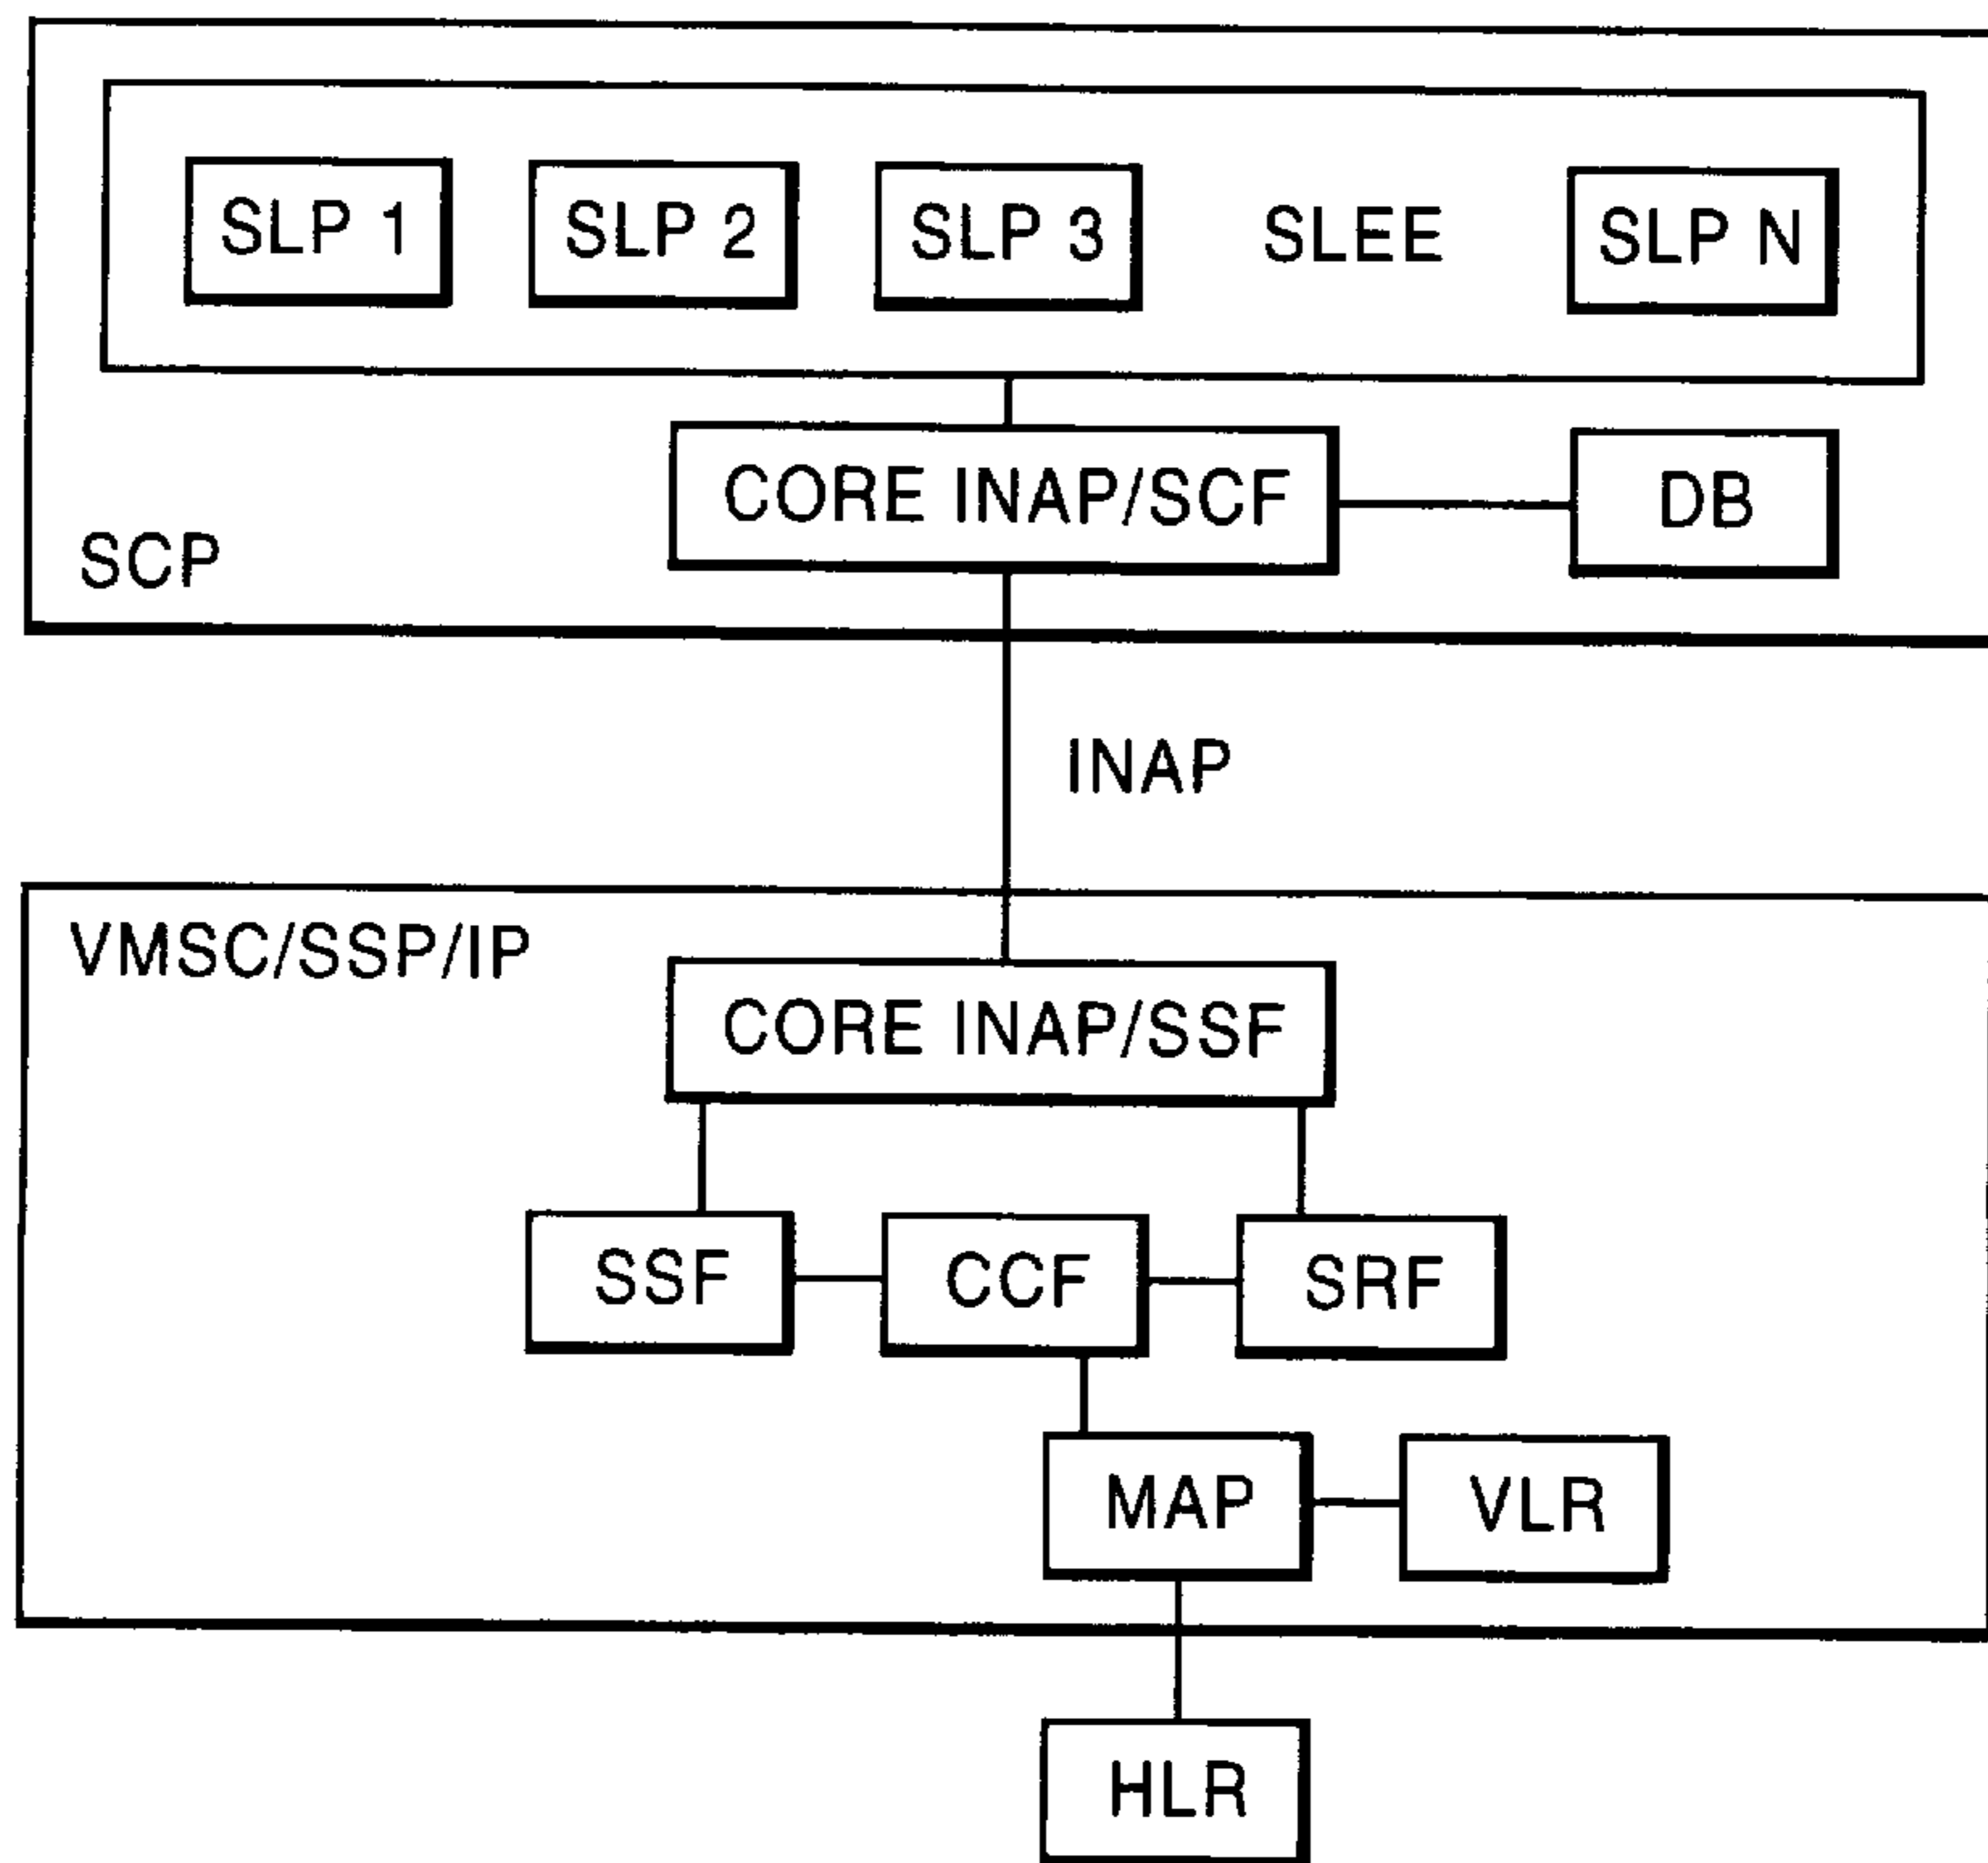 SLP 1
SLP 2
SLP 3
SLEE
SLP N
CORE INAP/SCF
DB
SCP
INAP
VMSC/SSP/IP
CORE INAP/SSF
SSF
CCF
SRF
MAP
VLR
HLR